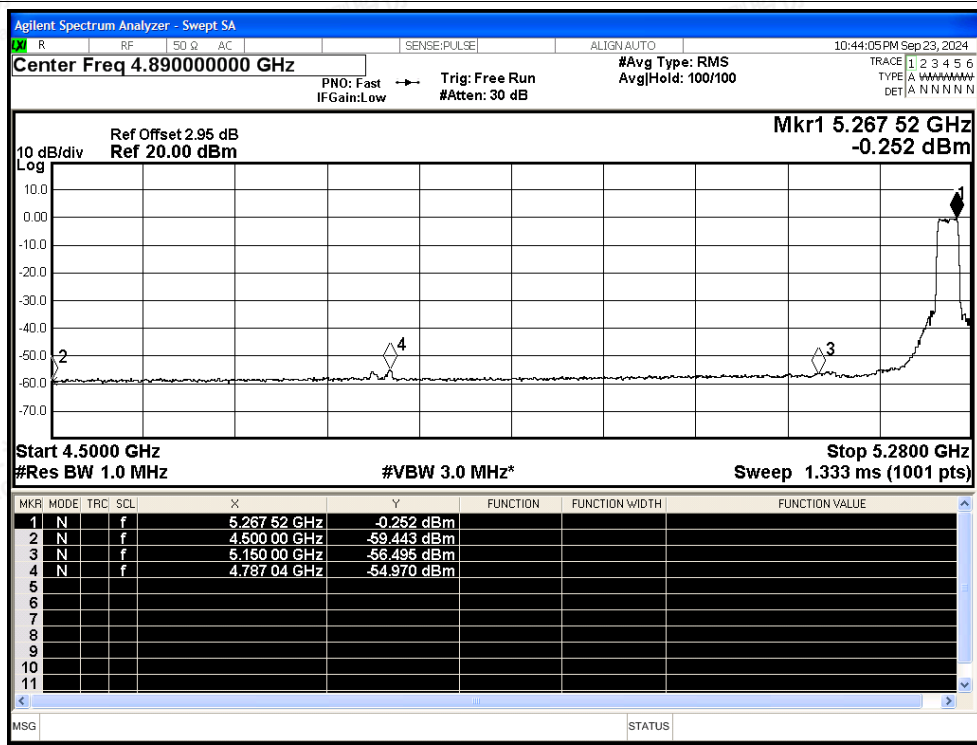 Agilent Spectrum Analyzer - Swept SA
LXI R RF 50 Ω AC SENSE:PULSE ALIGN AUTO 10:44:05 PM Sep 23, 2024
Center Freq 4.890000000 GHz
PNO: Fast
IFGain:Low
Trig: Free Run
#Atten: 30 dB
#Avg Type: RMS
Avg|Hold: 100/100
TRACE 1 2 3 4 5 6
TYPE A WWWWW
DET A N N N N N
Mkr1 5.267 52 GHz
-0.252 dBm
Ref Offset 2.95 dB
10 dB/div Ref 20.00 dBm
Log
10.0
0.00
-10.0
-20.0
-30.0
-40.0
-50.0
-60.0
-70.0
1
2
4
3
Start 4.5000 GHz Stop 5.2800 GHz
#Res BW 1.0 MHz #VBW 3.0 MHz* Sweep 1.333 ms (1001 pts)
MKR MODE TRC SCL X Y FUNCTION FUNCTION WIDTH FUNCTION VALUE
1 N f 5.267 52 GHz -0.252 dBm
2 N f 4.500 00 GHz -59.443 dBm
3 N f 5.150 00 GHz -56.495 dBm
4 N f 4.787 04 GHz -54.970 dBm
5
6
7
8
9
10
11
MSG STATUS